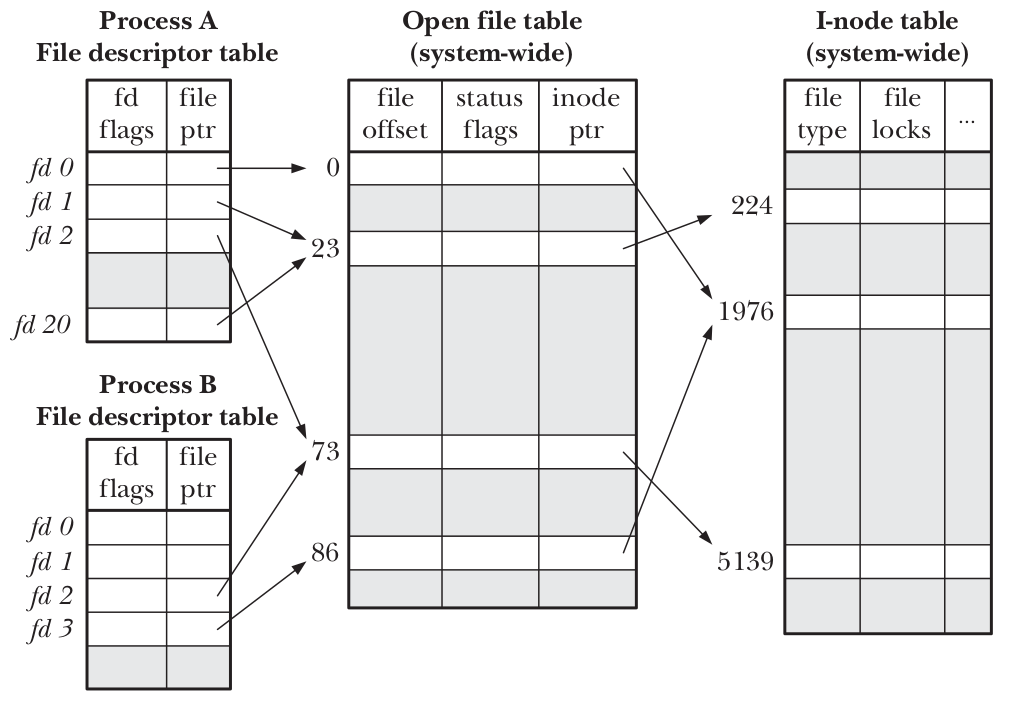 Process A
File descriptor table
fd
flags
file
ptr
fd 0
fd 1
fd 2
fd 20
Process B
File descriptor table
fd
flags
file
ptr
fd 0
fd 1
fd 2
fd 3
Open file table
(system-wide)
file
offset
status
flags
inode
ptr
0
23
73
86
I-node table
(system-wide)
file
type
file
locks
...
224
1976
5139